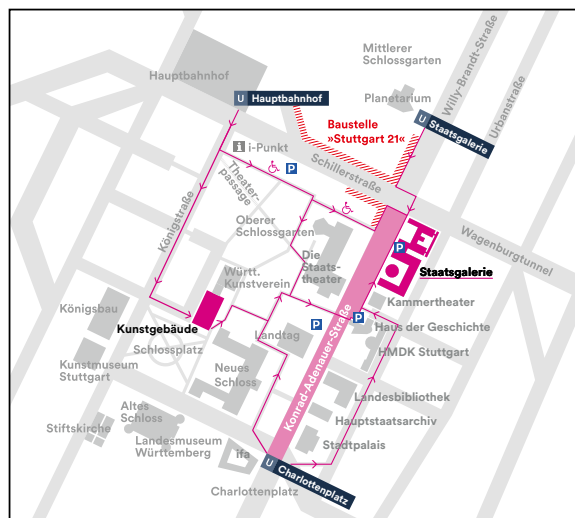 Mittlerer
Schlossgarten
Hauptbahnhof
Willy-Brandt-Straße
Urbanstraße
U Hauptbahnhof
Planetarium
U Staatsgalerie
Baustelle
»Stuttgart 21«
i i-Punkt
P
Schillerstraße
Theater-
passage
Königstraße
Oberer
Schlossgarten
Wagenburgtunnel
P
Die
Staats-
theater
Staatsgalerie
Württ.
Kunstverein
Kammertheater
Königsbau
Kunstgebäude
P
P
Haus der Geschichte
Schlossplatz
Landtag
Konrad-Adenauer-Straße
HMDK Stuttgart
Kunstmuseum
Stuttgart
Neues
Schloss
Landesbibliothek
Altes
Schloss
Hauptstaatsarchiv
Stiftskirche
Landesmuseum
Württemberg
Stadtpalais
ifa
U Charlottenplatz
Charlottenplatz